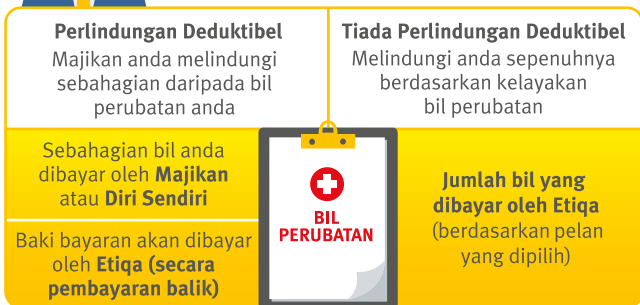 Perlindungan Deduktibel
Majikan anda melindungi
sebahagian daripada bil
perubatan anda
Tiada Perlindungan Deduktibel
Melindungi anda sepenuhnya
berdasarkan kelayakan
bil perubatan
Sebahagian bil anda
dibayar oleh Majikan
atau Diri Sendiri
Baki bayaran akan dibayar
oleh Etiqa (secara
pembayaran balik)
BIL
PERUBATAN
Jumlah bil yang
dibayar oleh Etiqa
(berdasarkan pelan
yang dipilih)